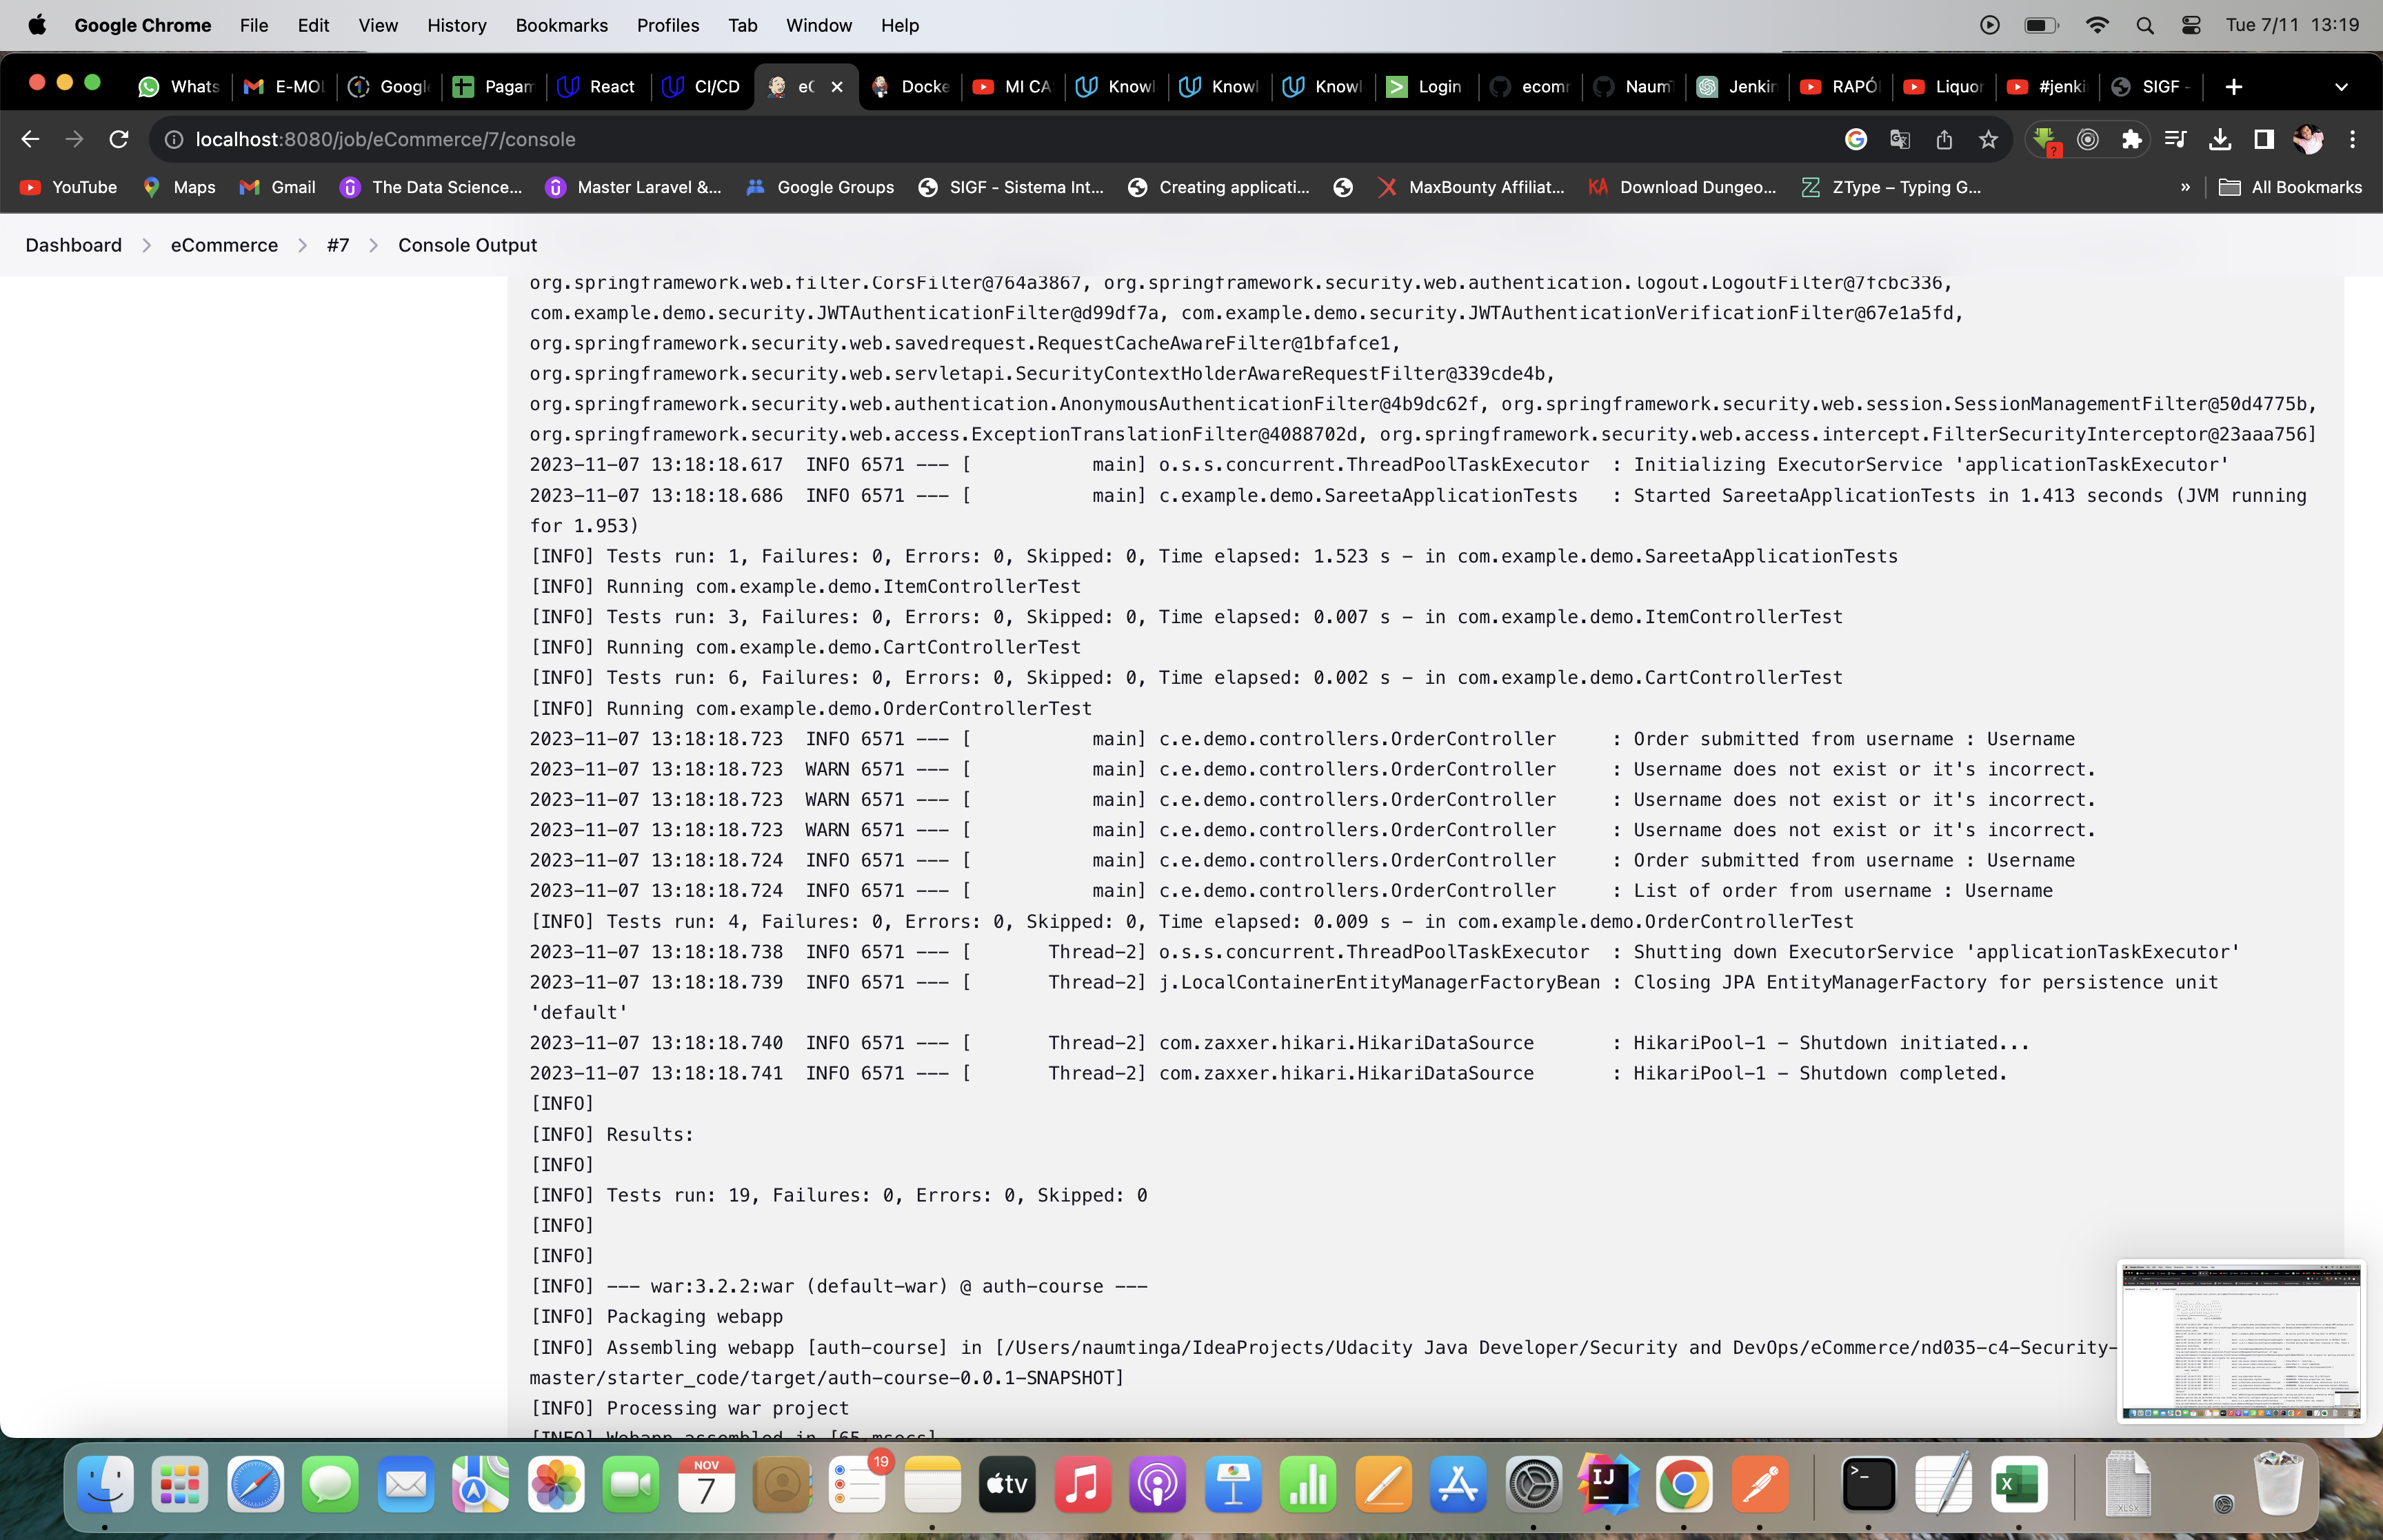 Google Chrome File Edit View History Bookmarks Profiles Tab Window Help Tue 7/11 13:19
Whats E-MOL Googl Pagam React CI/CD eC Docke MI CA Knowl Knowl Knowl Login ecomr NaumT Jenkin RAPÓ Liquor #jenki SIGF -
localhost:8080/job/eCommerce/7/console
YouTube Maps Gmail The Data Science... Master Laravel &... Google Groups SIGF - Sistema Int... Creating applicati... MaxBounty Affiliat... Download Dungeo... ZType – Typing G... » All Bookmarks
Dashboard > eCommerce > #7 > Console Output
org.springframework.web.filter.CorsFilter@764a3867, org.springframework.security.web.authentication.logout.LogoutFilter@7fcbc336,
com.example.demo.security.JWTAuthenticationFilter@d99df7a, com.example.demo.security.JWTAuthenticationVerificationFilter@67e1a5fd,
org.springframework.security.web.savedrequest.RequestCacheAwareFilter@1bfafce1,
org.springframework.security.web.servletapi.SecurityContextHolderAwareRequestFilter@339cde4b,
org.springframework.security.web.authentication.AnonymousAuthenticationFilter@4b9dc62f, org.springframework.security.web.session.SessionManagementFilter@50d4775b,
org.springframework.security.web.access.ExceptionTranslationFilter@4088702d, org.springframework.security.web.access.intercept.FilterSecurityInterceptor@23aaa756]
2023-11-07 13:18:18.617 INFO 6571 --- [ main] o.s.s.concurrent.ThreadPoolTaskExecutor : Initializing ExecutorService 'applicationTaskExecutor'
2023-11-07 13:18:18.686 INFO 6571 --- [ main] c.example.demo.SareetaApplicationTests : Started SareetaApplicationTests in 1.413 seconds (JVM running
for 1.953)
[INFO] Tests run: 1, Failures: 0, Errors: 0, Skipped: 0, Time elapsed: 1.523 s - in com.example.demo.SareetaApplicationTests
[INFO] Running com.example.demo.ItemControllerTest
[INFO] Tests run: 3, Failures: 0, Errors: 0, Skipped: 0, Time elapsed: 0.007 s - in com.example.demo.ItemControllerTest
[INFO] Running com.example.demo.CartControllerTest
[INFO] Tests run: 6, Failures: 0, Errors: 0, Skipped: 0, Time elapsed: 0.002 s - in com.example.demo.CartControllerTest
[INFO] Running com.example.demo.OrderControllerTest
2023-11-07 13:18:18.723 INFO 6571 --- [ main] c.e.demo.controllers.OrderController : Order submitted from username : Username
2023-11-07 13:18:18.723 WARN 6571 --- [ main] c.e.demo.controllers.OrderController : Username does not exist or it's incorrect.
2023-11-07 13:18:18.723 WARN 6571 --- [ main] c.e.demo.controllers.OrderController : Username does not exist or it's incorrect.
2023-11-07 13:18:18.723 WARN 6571 --- [ main] c.e.demo.controllers.OrderController : Username does not exist or it's incorrect.
2023-11-07 13:18:18.724 INFO 6571 --- [ main] c.e.demo.controllers.OrderController : Order submitted from username : Username
2023-11-07 13:18:18.724 INFO 6571 --- [ main] c.e.demo.controllers.OrderController : List of order from username : Username
[INFO] Tests run: 4, Failures: 0, Errors: 0, Skipped: 0, Time elapsed: 0.009 s - in com.example.demo.OrderControllerTest
2023-11-07 13:18:18.738 INFO 6571 --- [ Thread-2] o.s.s.concurrent.ThreadPoolTaskExecutor : Shutting down ExecutorService 'applicationTaskExecutor'
2023-11-07 13:18:18.739 INFO 6571 --- [ Thread-2] j.LocalContainerEntityManagerFactoryBean : Closing JPA EntityManagerFactory for persistence unit
'default'
2023-11-07 13:18:18.740 INFO 6571 --- [ Thread-2] com.zaxxer.hikari.HikariDataSource : HikariPool-1 - Shutdown initiated...
2023-11-07 13:18:18.741 INFO 6571 --- [ Thread-2] com.zaxxer.hikari.HikariDataSource : HikariPool-1 - Shutdown completed.
[INFO]
[INFO] Results:
[INFO]
[INFO] Tests run: 19, Failures: 0, Errors: 0, Skipped: 0
[INFO]
[INFO]
[INFO] --- war:3.2.2:war (default-war) @ auth-course ---
[INFO] Packaging webapp
[INFO] Assembling webapp [auth-course] in [/Users/naumtinga/IdeaProjects/Udacity Java Developer/Security and DevOps/eCommerce/nd035-c4-Security-
master/starter_code/target/auth-course-0.0.1-SNAPSHOT]
[INFO] Processing war project
[INFO] Webapp assembled in [65 msecs]
NOV
7
19
tv
IJ
XLSX